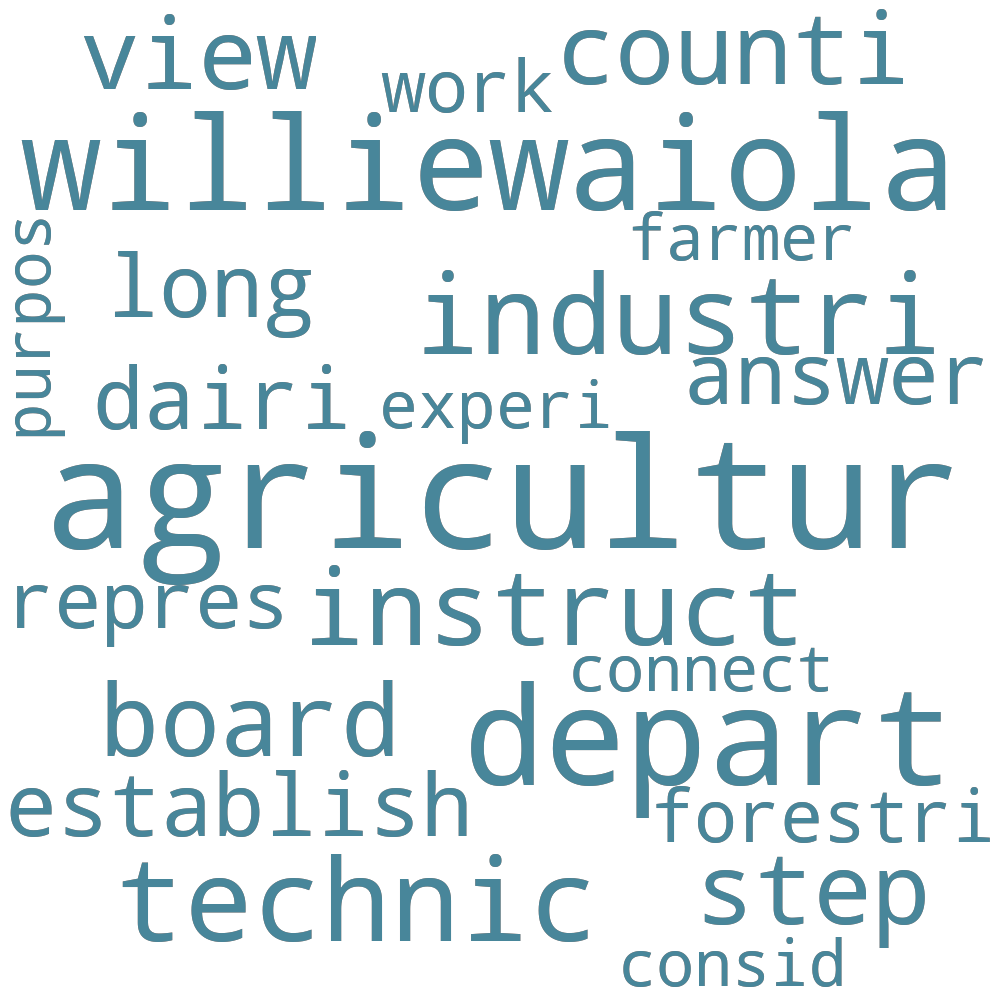 view
work
counti
williewaiola
purpos
farmer
long
industri
answer
dairi
experi
agricultur
repres
instruct
connect
board
depart
establish
forestri
technic
step
consid